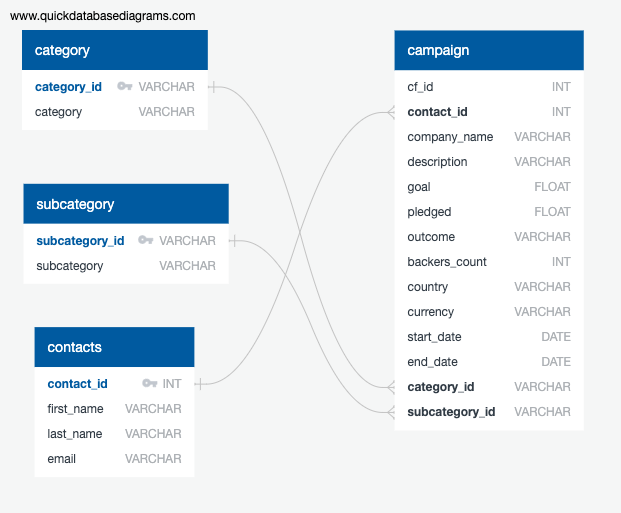 www.quickdatabasediagrams.com
category
category_id VARCHAR
category VARCHAR
subcategory
subcategory_id VARCHAR
subcategory VARCHAR
contacts
contact_id INT
first_name VARCHAR
last_name VARCHAR
email VARCHAR
campaign
cf_id INT
contact_id INT
company_name VARCHAR
description VARCHAR
goal FLOAT
pledged FLOAT
outcome VARCHAR
backers_count INT
country VARCHAR
currency VARCHAR
start_date DATE
end_date DATE
category_id VARCHAR
subcategory_id VARCHAR